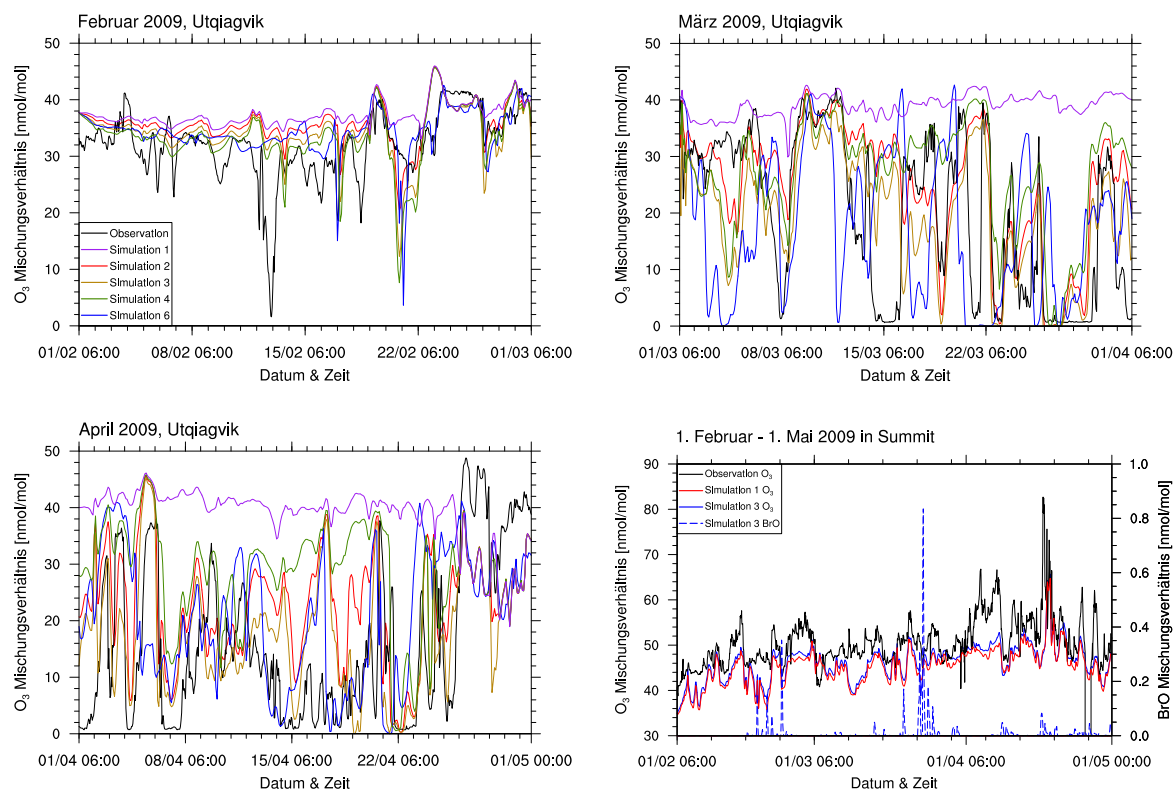 Februar 2009, Utqiagvik
50
40
30
20
10
0
O3 Mischungsverhältnis [nmol/mol]
Observation
Simulation 1
Simulation 2
SImulation 3
Simulation 4
SImulation 6
01/02 06:00 08/02 06:00 15/02 06:00 22/02 06:00 01/03 06:00
Datum & Zeit
März 2009, Utqiagvik
50
40
30
20
10
0
O3 Mischungsverhältnis [nmol/mol]
01/03 06:00 08/03 06:00 15/03 06:00 22/03 06:00 01/04 06:00
Datum & Zeit
April 2009, Utqiagvik
50
40
30
20
10
0
O3 Mischungsverhältnis [nmol/mol]
01/04 06:00 08/04 06:00 15/04 06:00 22/04 06:00 01/05 00:00
Datum & Zeit
1. Februar - 1. Mai 2009 in Summit
90
80
70
60
50
40
30
O3 Mischungsverhältnis [nmol/mol]
Observation O3
SImulation 1 O3
Simulation 3 O3
SImulation 3 BrO
1.0
0.8
0.6
0.4
0.2
0.0
BrO Mischungsverhältnis [nmol/mol]
01/02 06:00 01/03 06:00 01/04 06:00 01/05 00:00
Datum & Zeit